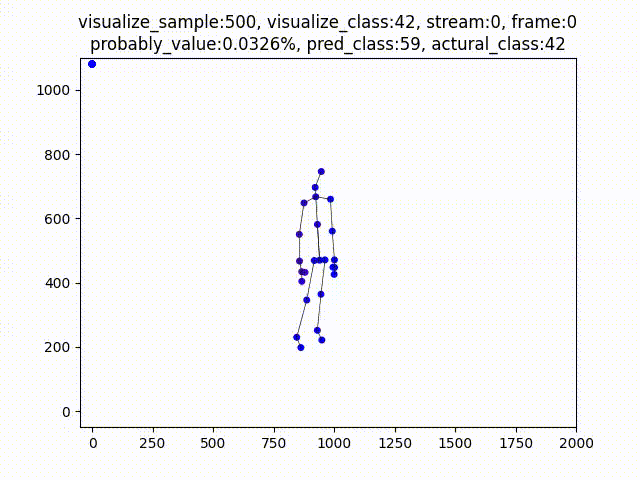 visualize_sample:500, visualize_class:42, stream:0, frame:0
probably_value:0.0326%, pred_class:59, actural_class:42
1000
800
600
400
200
0
0 250 500 750 1000 1250 1500 1750 2000